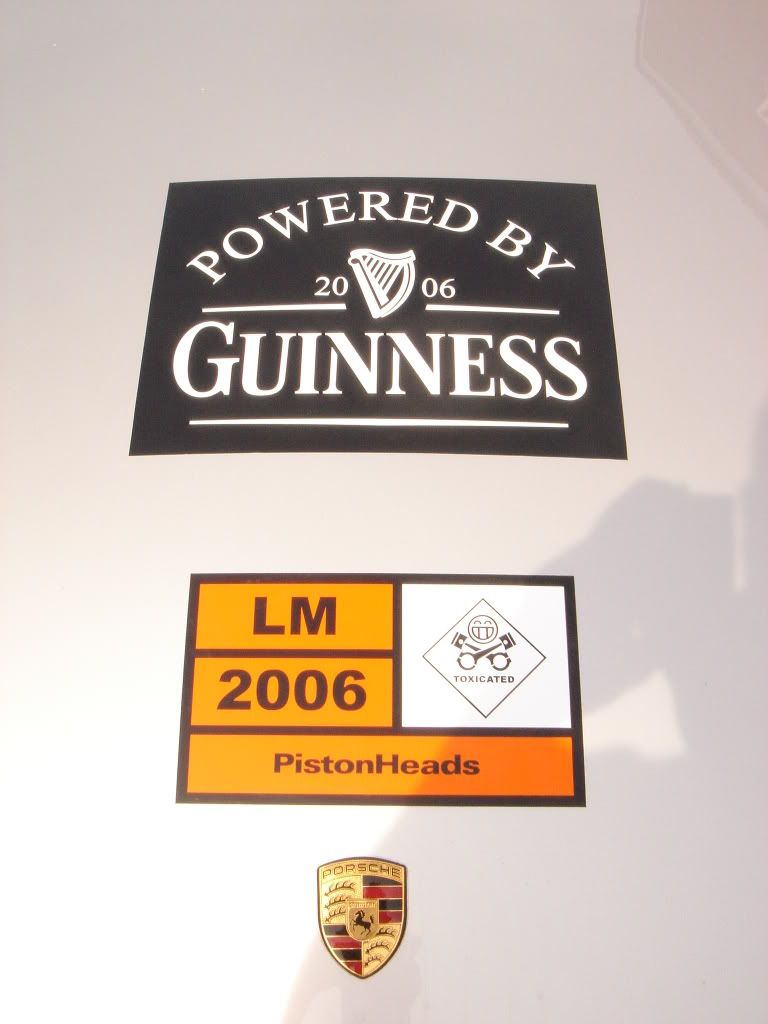 POWERED BY
20 06
GUINNESS
LM
2006
TOXICATED
PistonHeads
PORSCHE